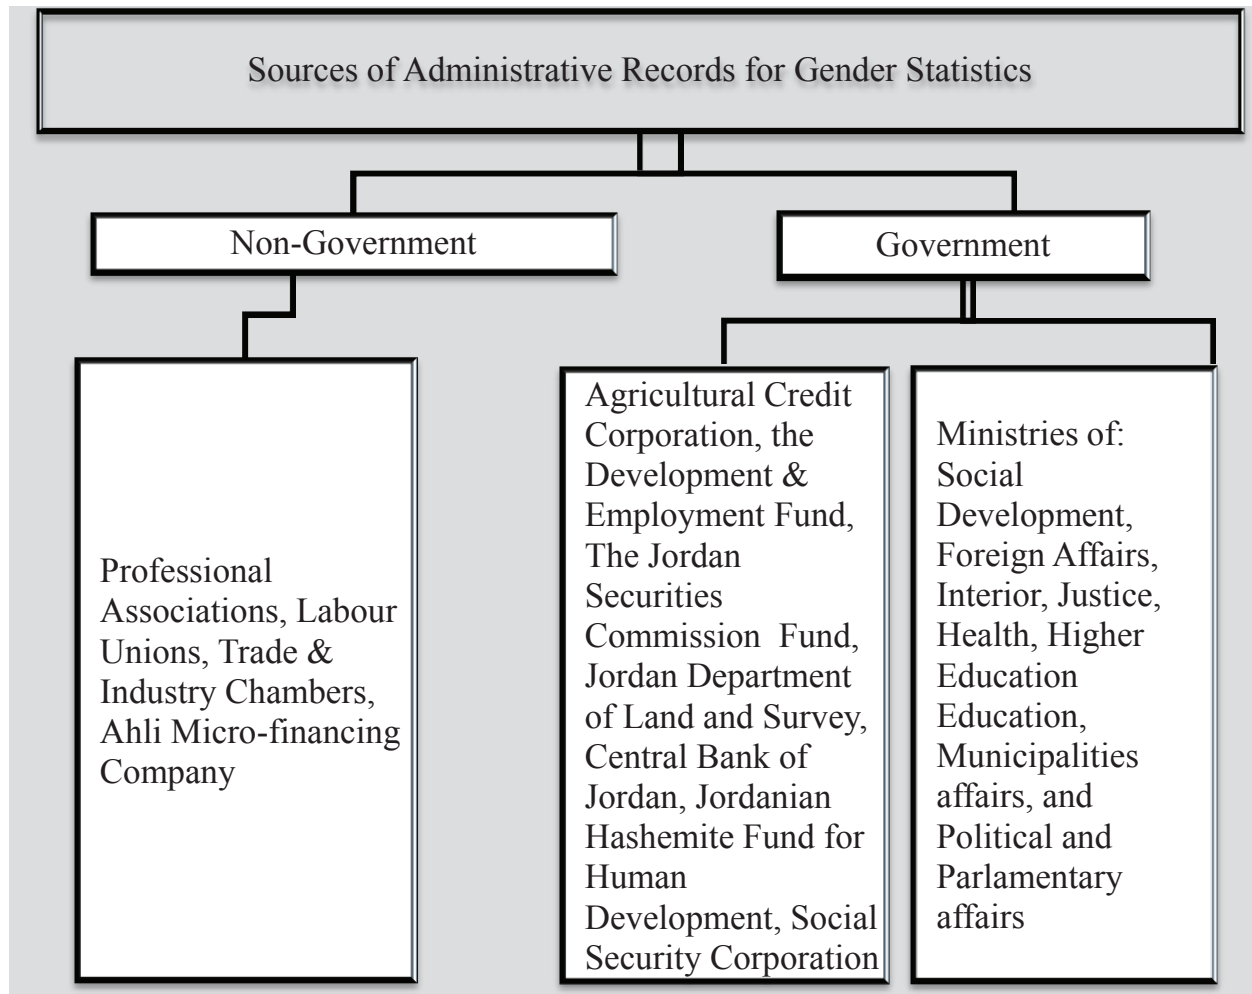 Sources of Administrative Records for Gender Statistics
Non-Government
Government
Professional
Associations, Labour
Unions, Trade &
Industry Chambers,
Ahli Micro-financing
Company
Agricultural Credit
Corporation, the
Development &
Employment Fund,
The Jordan
Securities
Commission  Fund,
Jordan Department
of Land and Survey,
Central Bank of
Jordan, Jordanian
Hashemite Fund for
Human
Development, Social
Security Corporation
Ministries of:
Social
Development,
Foreign Affairs,
Interior, Justice,
Health, Higher
Education
Education,
Municipalities
affairs, and
Political and
Parlamentary
affairs